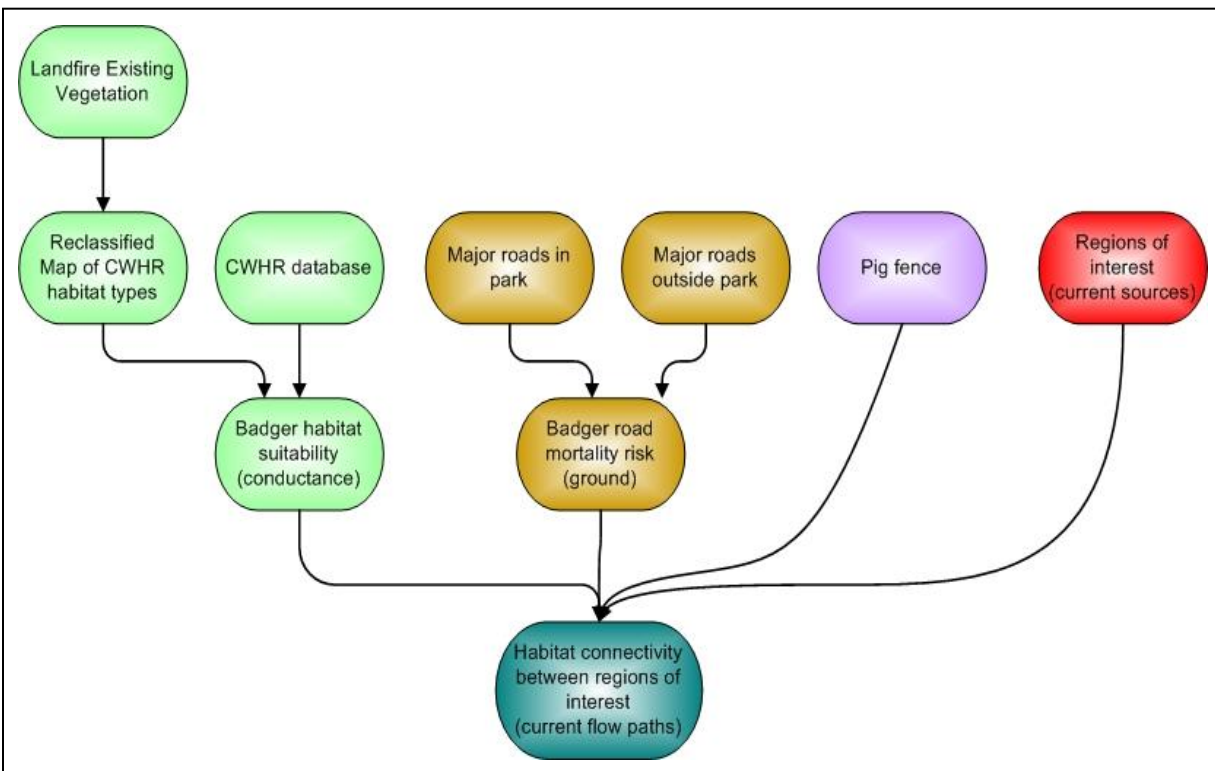 Landfire Existing
Vegetation
Reclassified
Map of CWHR
habitat types
CWHR database
Major roads in
park
Major roads
outside park
Pig fence
Regions of
interest
(current sources)
Badger habitat
suitability
(conductance)
Badger road
mortality risk
(ground)
Habitat connectivity
between regions of
interest
(current flow paths)